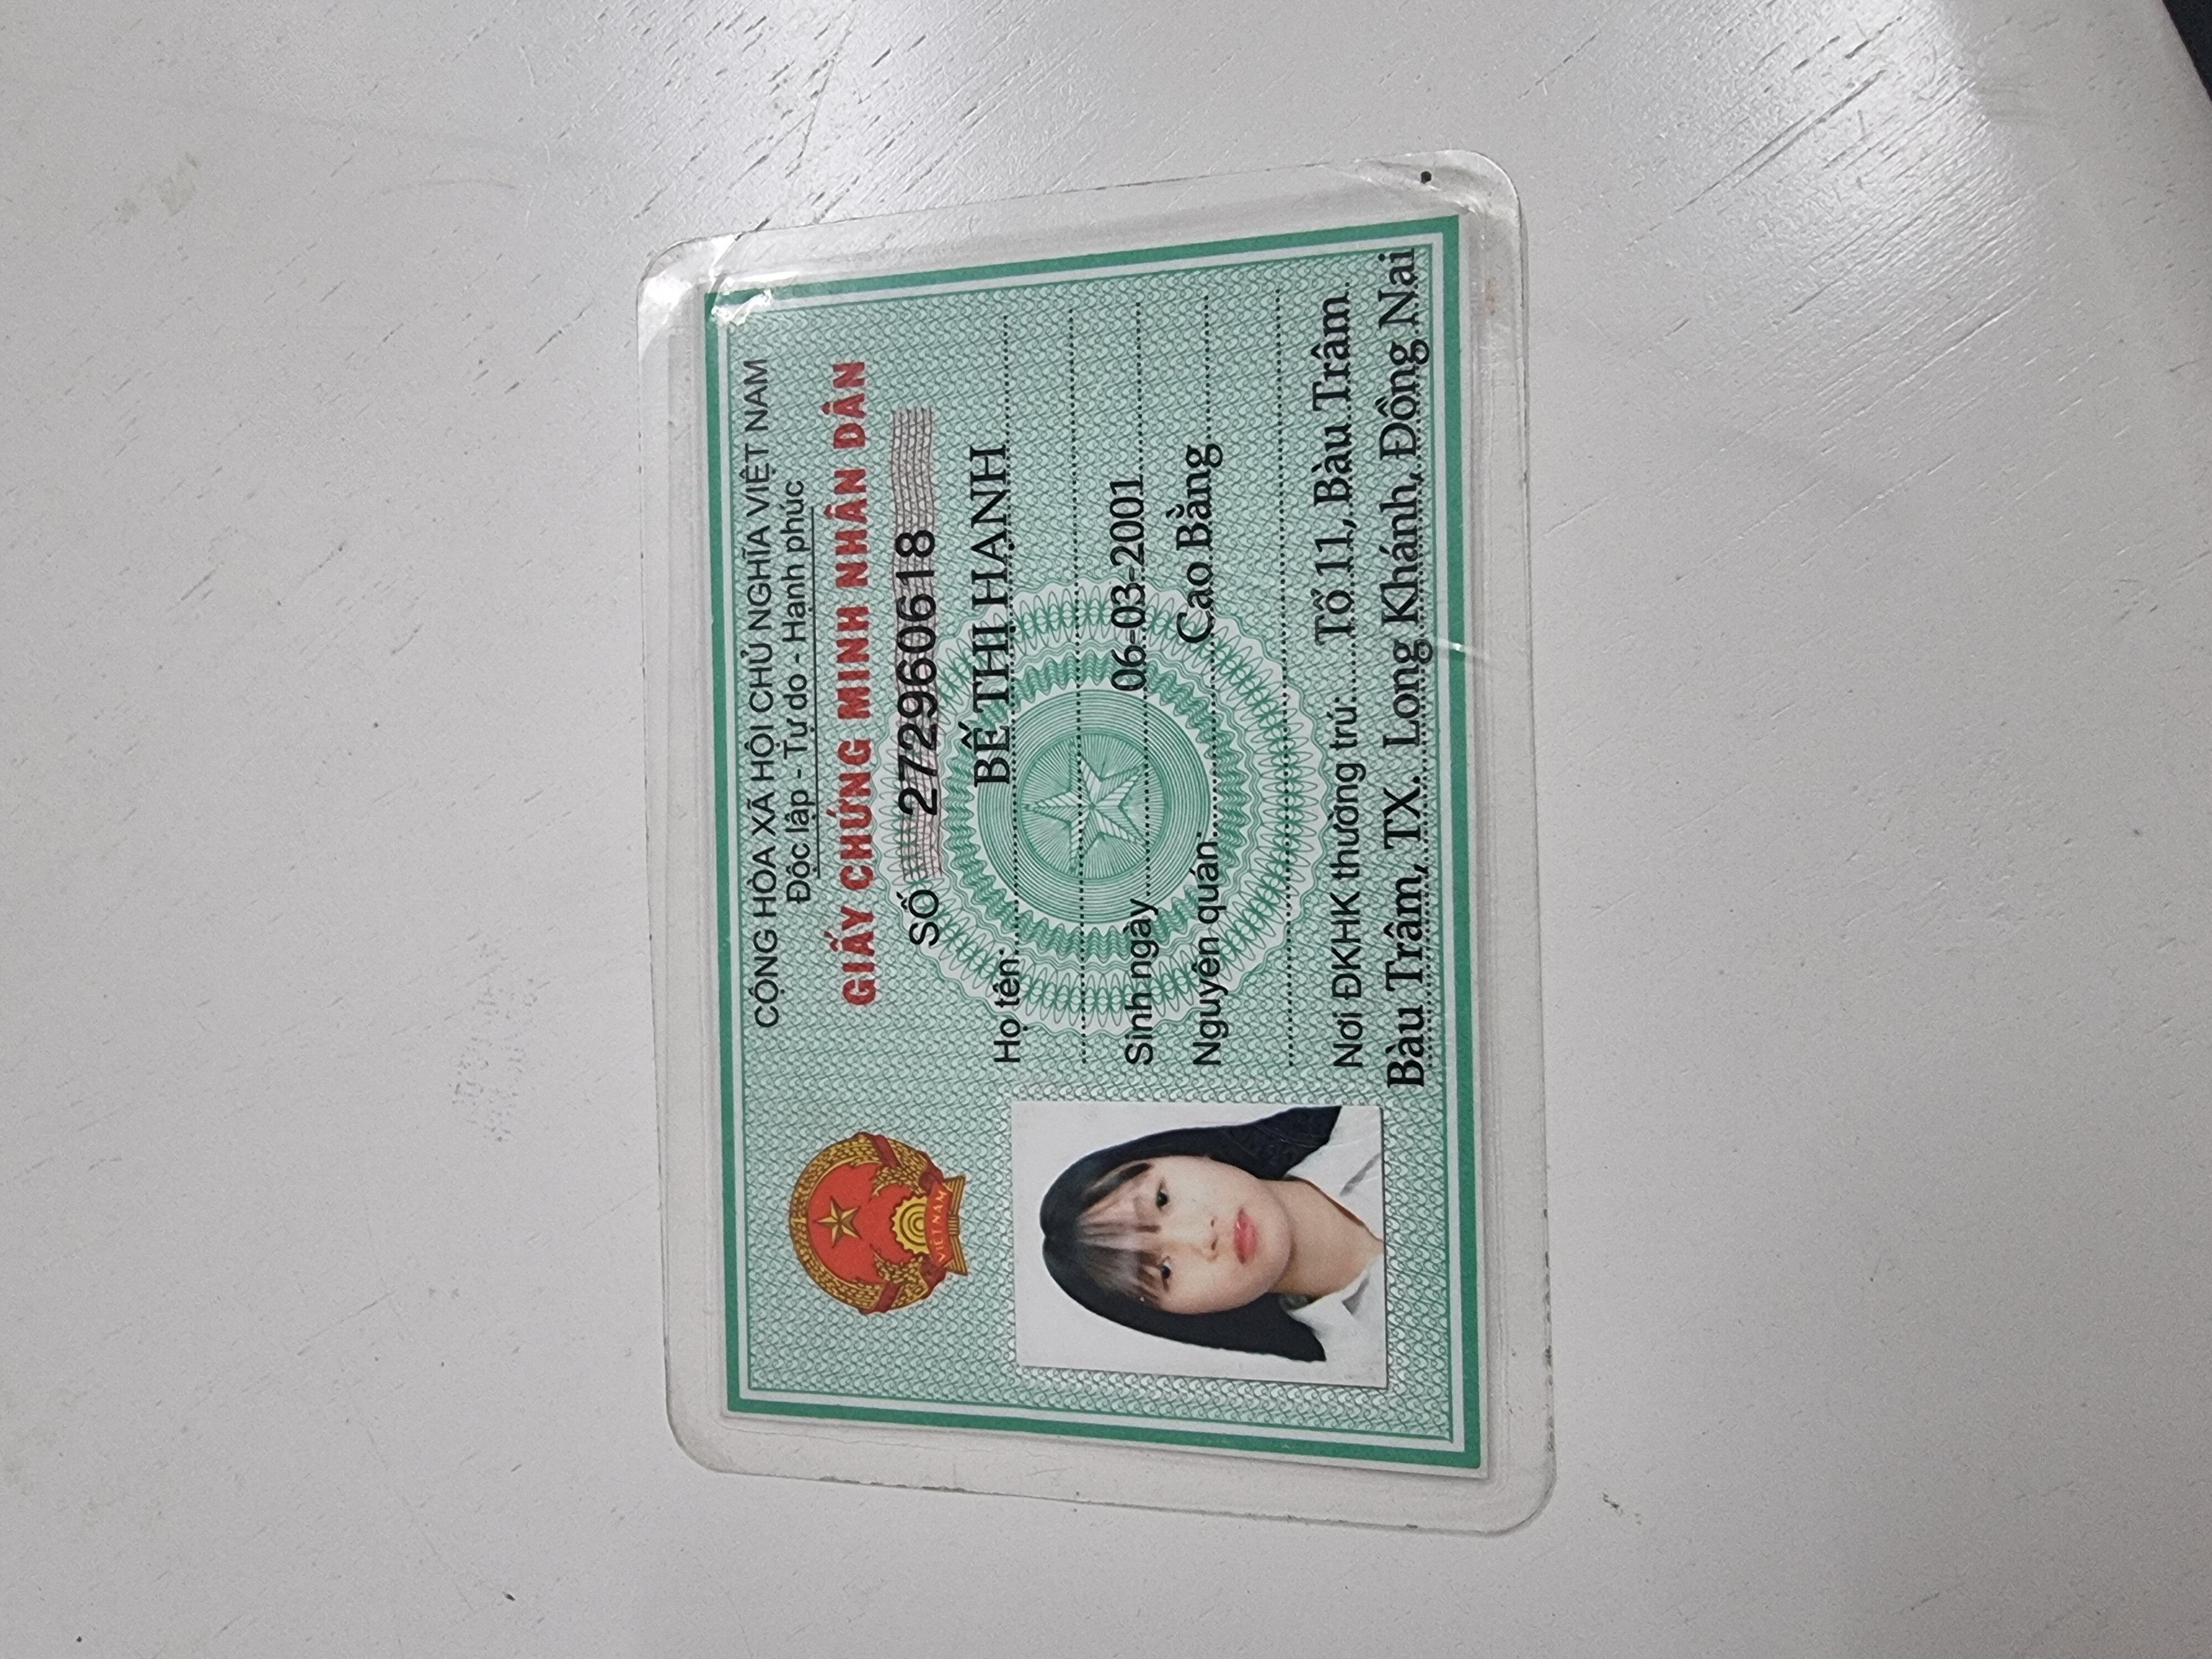 CỘNG HÒA XÃ HỘI CHỦ NGHĨA VIỆT NAM
Độc lập - Tự do - Hạnh phúc
GIẤY CHỨNG MINH NHÂN DÂN
SỐ 272960618
Họ tên: BẾ THỊ HẠNH
Sinh ngày 06-03-2001
Nguyên quán: Cao Bằng
Nơi ĐKHK thường trú: Tổ 11, Bàu Trâm
Bàu Trâm, TX. Long Khánh, Đồng Nai
VIỆT NAM